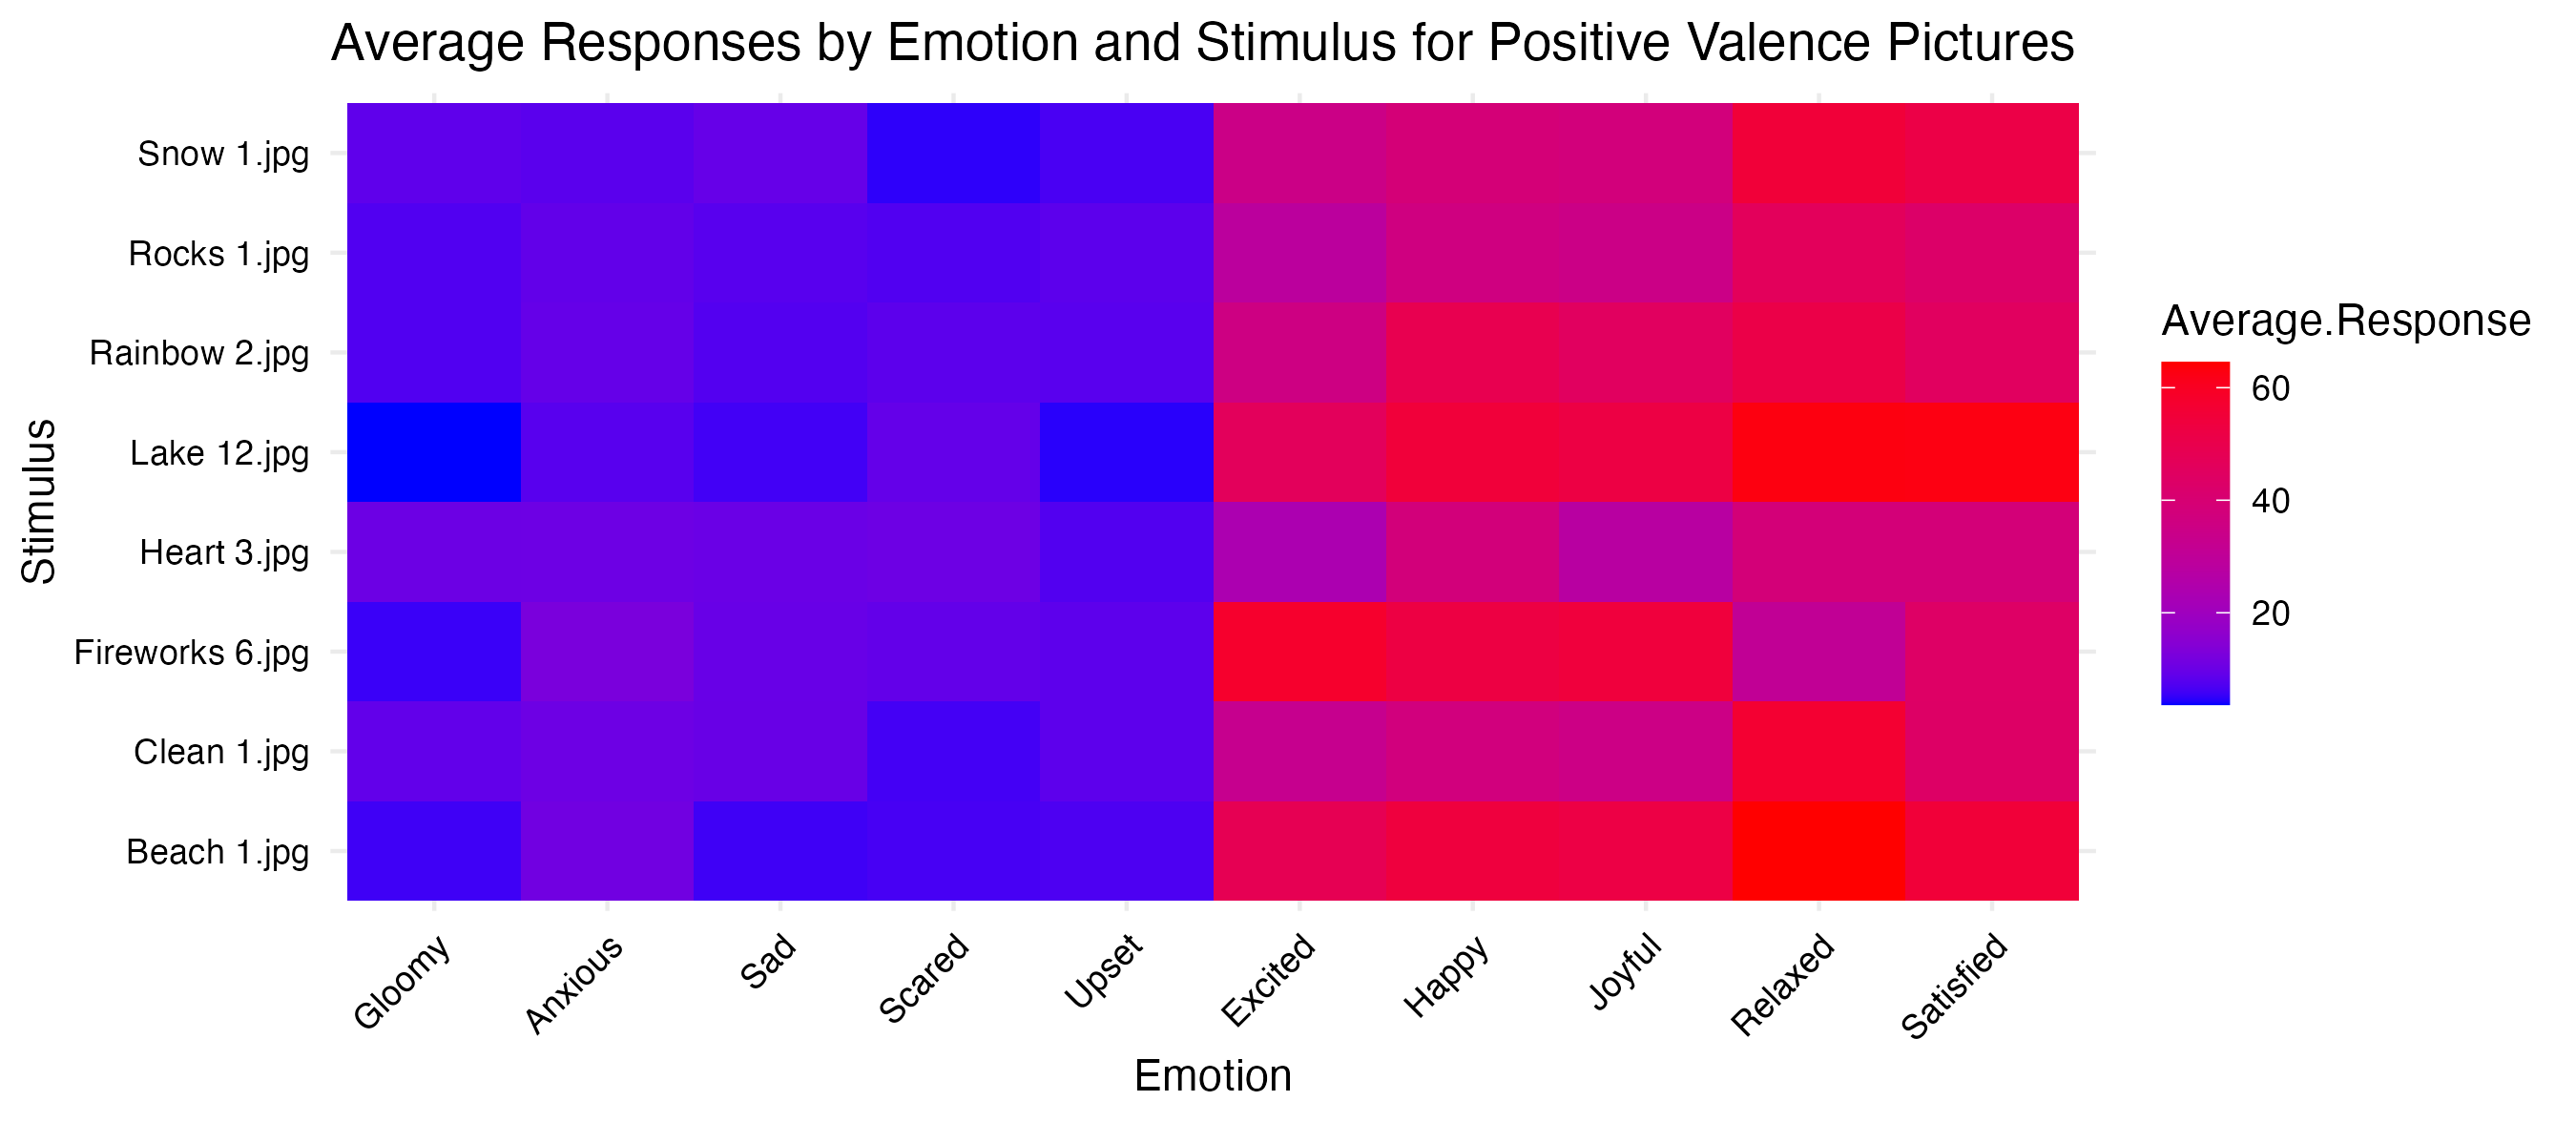 Average Responses by Emotion and Stimulus for Positive Valence Pictures
Stimulus
Snow 1.jpg
Rocks 1.jpg
Rainbow 2.jpg
Lake 12.jpg
Heart 3.jpg
Fireworks 6.jpg
Clean 1.jpg
Beach 1.jpg
Gloomy
Anxious
Sad
Scared
Upset
Excited
Happy
Joyful
Relaxed
Satisfied
Emotion
Average.Response
60
40
20